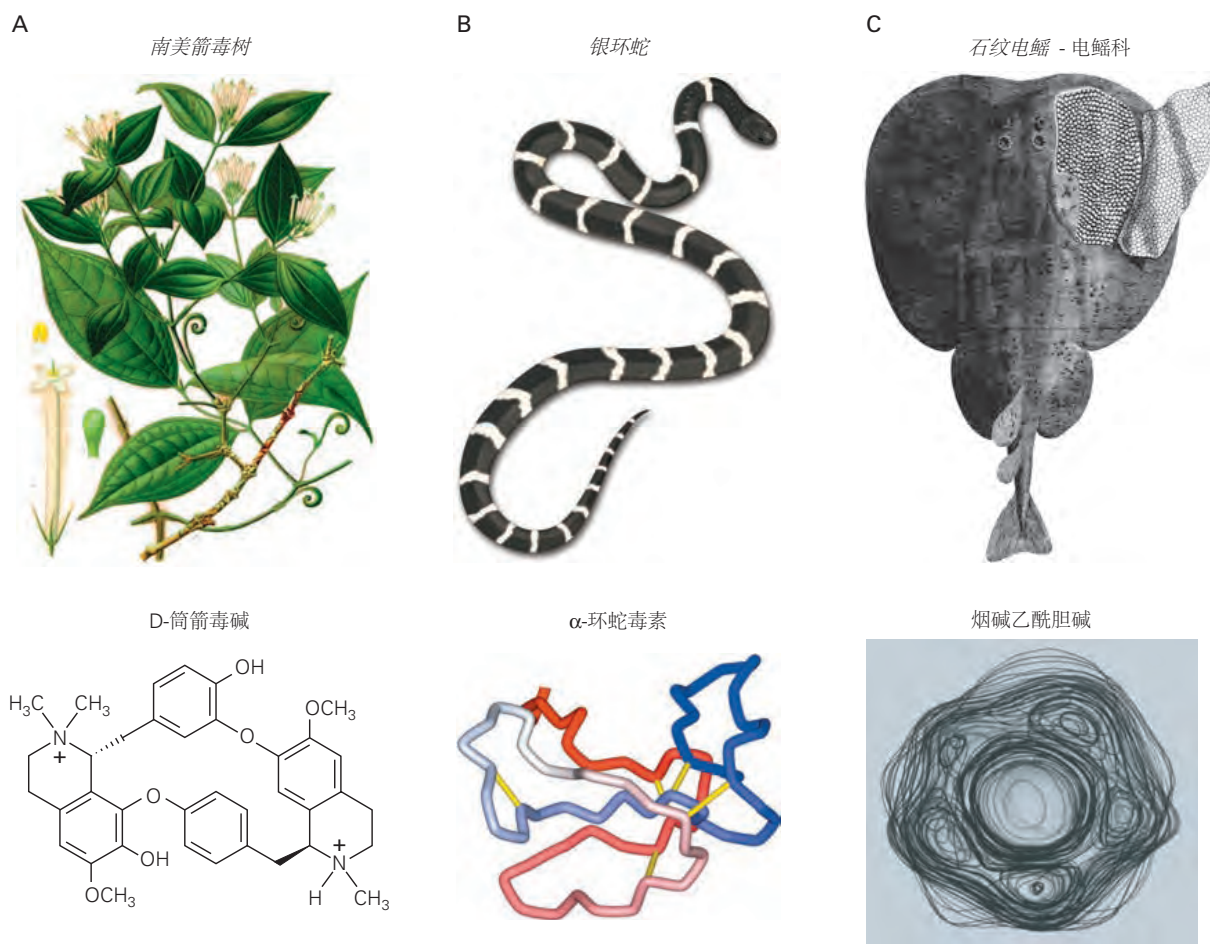 A
南美箭毒树
B
银环蛇
C
石纹电鳐 - 电鳐科
D-筒箭毒碱
OH
H₃C
CH₃
N
+
O
OCH₃
O
OH
OCH₃
+
N
H
CH₃
α-环蛇毒素
烟碱乙酰胆碱